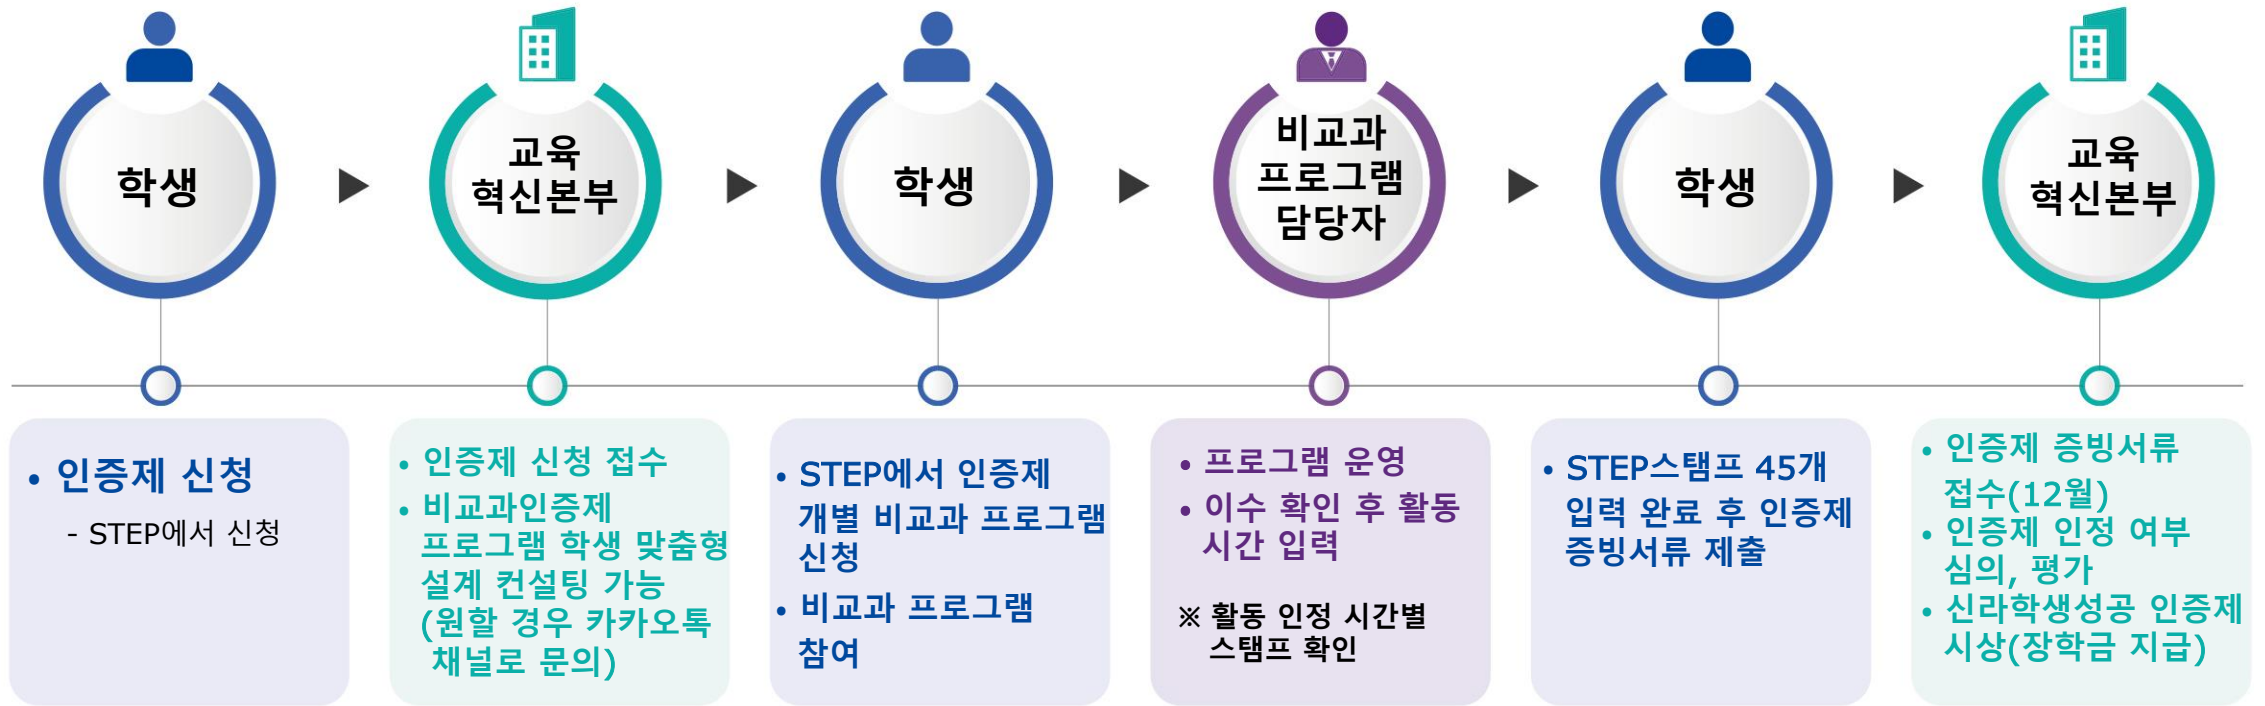 학생
교육
혁신본부
학생
비교과
프로그램
담당자
학생
교육
혁신본부
• 인증제 신청
- STEP에서 신청
• 인증제 신청 접수
• 비교과인증제
프로그램 학생 맞춤형
설계 컨설팅 가능
(원할 경우 카카오톡
채널로 문의)
• STEP에서 인증제
개별 비교과 프로그램
신청
• 비교과 프로그램
참여
• 프로그램 운영
• 이수 확인 후 활동
시간 입력
※ 활동 인정 시간별
스탬프 확인
• STEP스탬프 45개
입력 완료 후 인증제
증빙서류 제출
• 인증제 증빙서류
접수(12월)
• 인증제 인정 여부
심의, 평가
• 신라학생성공 인증제
시상(장학금 지급)